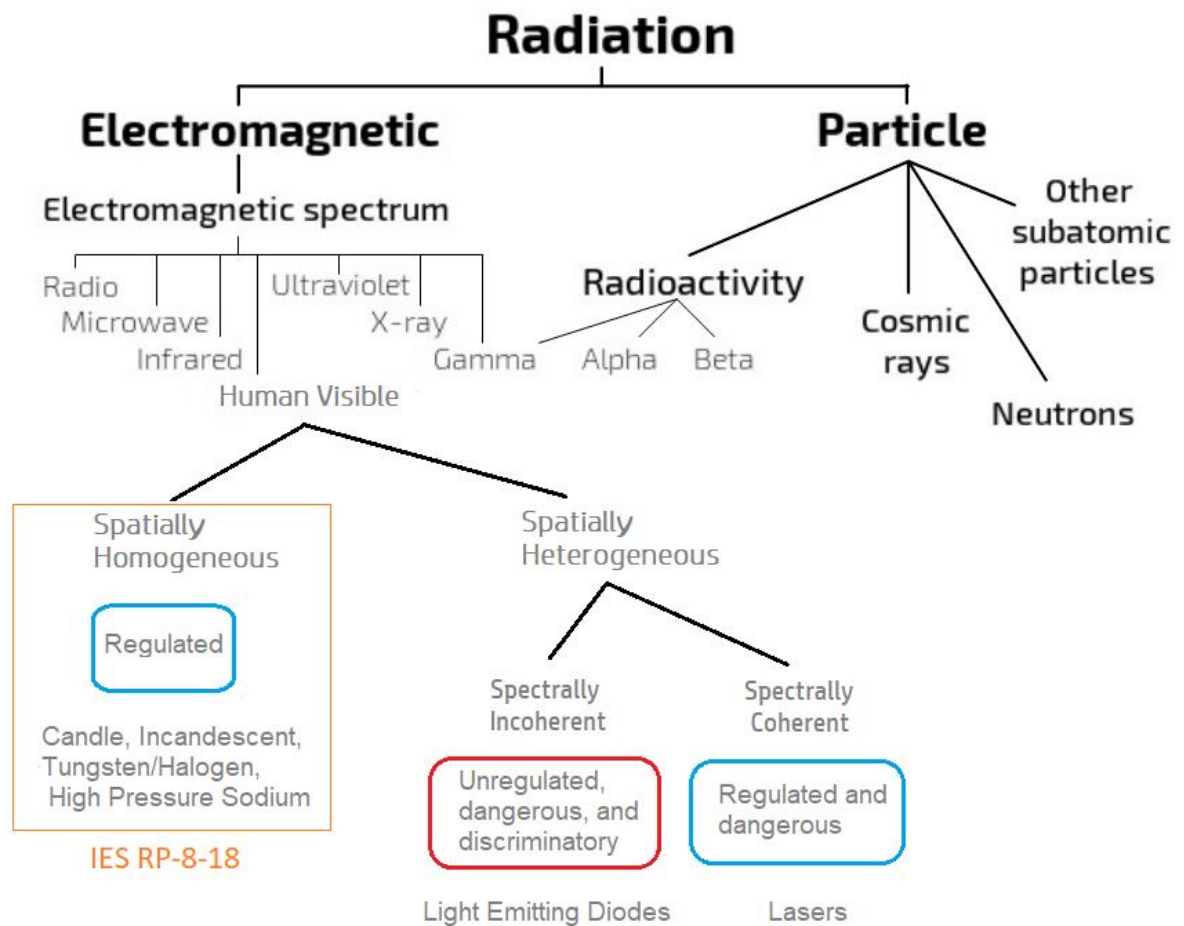 Radiation
Electromagnetic
Particle
Electromagnetic spectrum
Other
subatomic
particles
Radio
Ultraviolet
Radioactivity
Microwave
X-ray
Cosmic
rays
Infrared
Gamma
Alpha
Beta
Human Visible
Neutrons
Spatially
Homogeneous
Spatially
Heterogeneous
Regulated
Candle, Incandescent,
Tungsten/Halogen,
High Pressure Sodium
IES RP-8-18
Spectrally
Incoherent
Spectrally
Coherent
Unregulated,
dangerous, and
discriminatory
Regulated and
dangerous
Light Emitting Diodes
Lasers